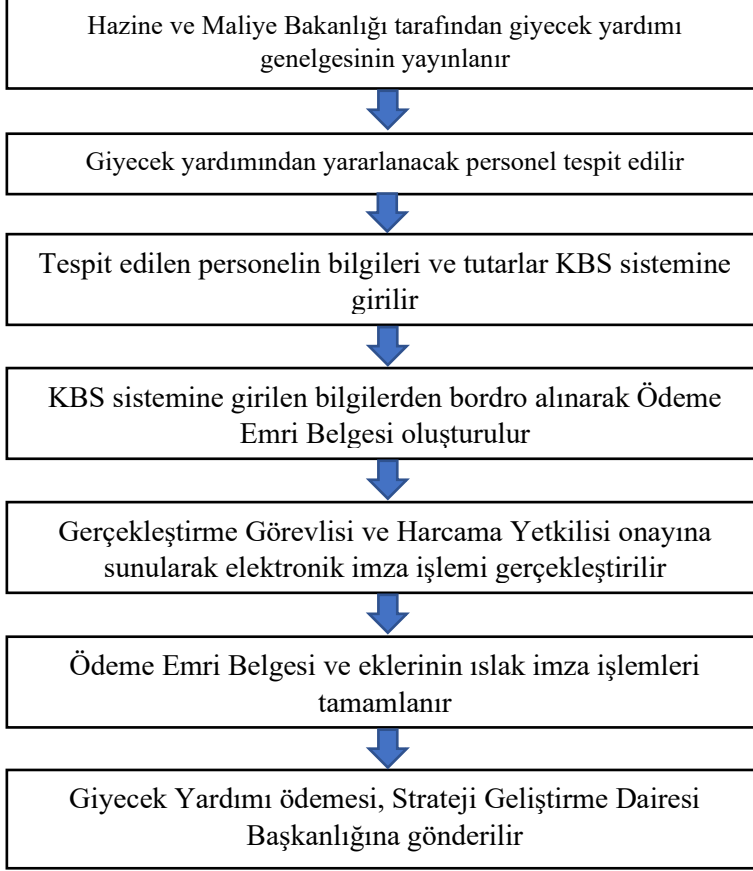 Hazine ve Maliye Bakanlığı tarafından giyecek yardımı
genelgesinin yayınlanır
Giyecek yardımından yararlanacak personel tespit edilir
Tespit edilen personelin bilgileri ve tutarlar KBS sistemine
girilir
KBS sistemine girilen bilgilerden bordro alınarak Ödeme
Emri Belgesi oluşturulur
Gerçekleştirme Görevlisi ve Harcama Yetkilisi onayına
sunularak elektronik imza işlemi gerçekleştirilir
Ödeme Emri Belgesi ve eklerinin ıslak imza işlemleri
tamamlanır
Giyecek Yardımı ödemesi, Strateji Geliştirme Dairesi
Başkanlığına gönderilir